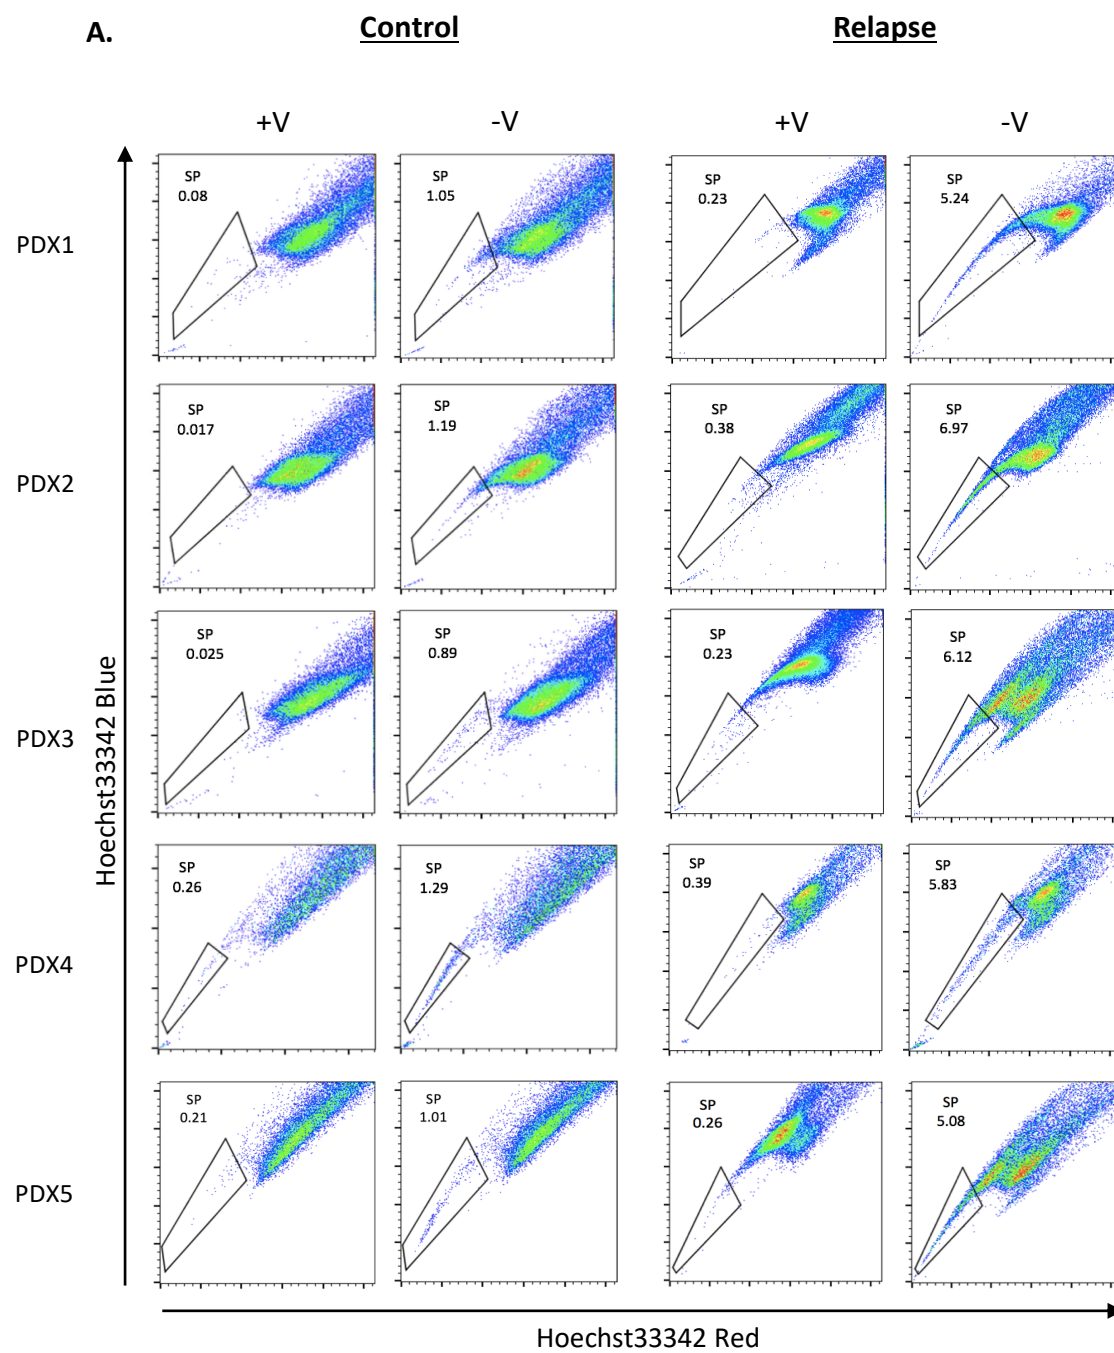 A.
Control
Relapse
+V
-V
+V
-V
Hoechst33342 Blue
PDX1
SP
0.08
SP
1.05
SP
0.23
SP
5.24
PDX2
SP
0.017
SP
1.19
SP
0.38
SP
6.97
PDX3
SP
0.025
SP
0.89
SP
0.23
SP
6.12
PDX4
SP
0.26
SP
1.29
SP
0.39
SP
5.83
PDX5
SP
0.21
SP
1.01
SP
0.26
SP
5.08
Hoechst33342 Red